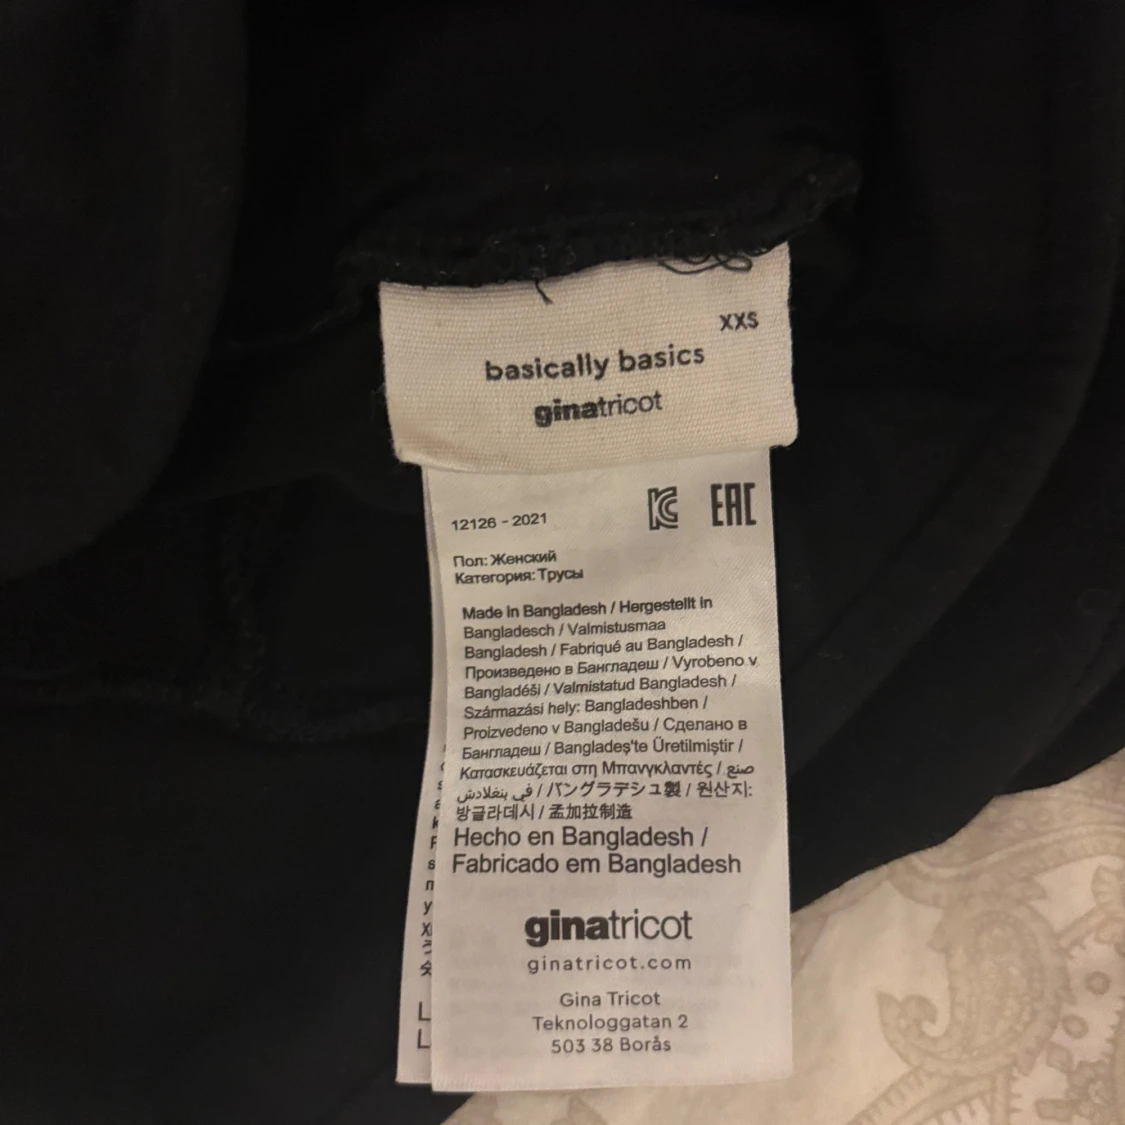 XXS
basically basics
ginatricot
12126 - 2021
EAC
Пол: Женский
Категория: Трусы
Made in Bangladesh / Hergestellt in
Bangladesch / Valmistusmaa
Bangladesh / Fabriqué au Bangladesh /
Произведено в Бангладеш / Vyrobeno v
Bangladéši / Valmistatud Bangladesh /
Származási hely: Bangladeshben /
Proizvedeno v Bangladešu / Сделано в
Бангладеш / Bangladeş'te Üretilmiştir /
Κατασκευάζεται στη Μπανγκλαντές / صنع
في بنغلادش / バングラデシュ製 / 원산지:
방글라데시 / 孟加拉制造
Hecho en Bangladesh /
Fabricado em Bangladesh
ginatricot
ginatricot.com
Gina Tricot
Teknologgatan 2
503 38 Borås